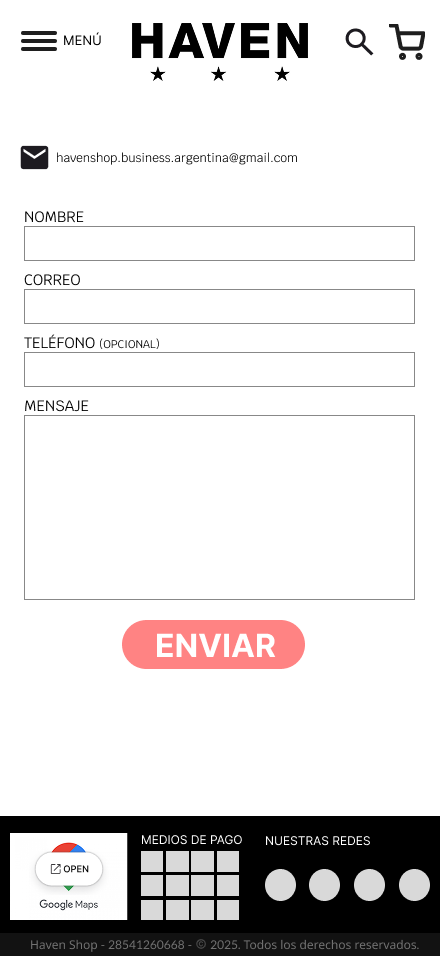 MENÚ
HAVEN
havenshop.business.argentina@gmail.com
NOMBRE
CORREO
TELÉFONO (OPCIONAL)
MENSAJE
ENVIAR
OPEN
Google Maps
MEDIOS DE PAGO
NUESTRAS REDES
Haven Shop - 28541260668 - © 2025. Todos los derechos reservados.